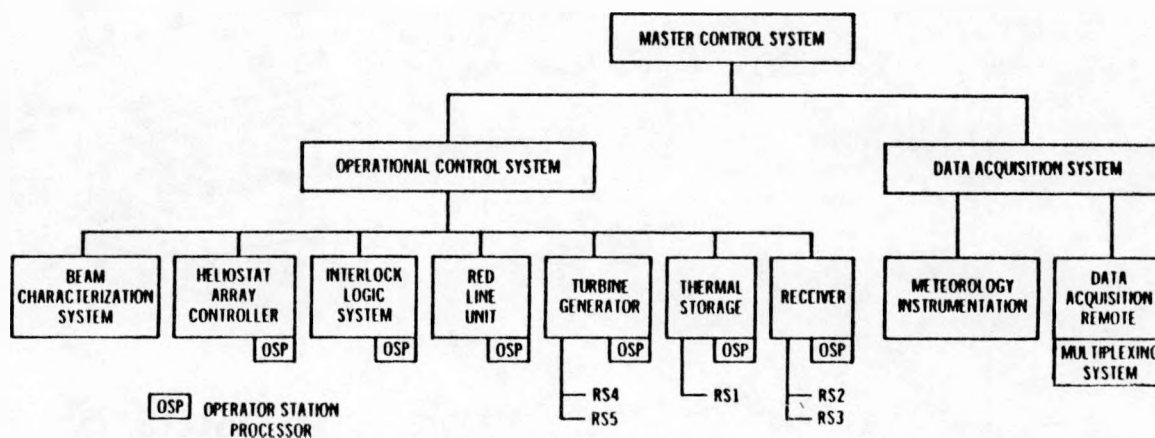 MASTER CONTROL SYSTEM
OPERATIONAL CONTROL SYSTEM
DATA ACQUISITION SYSTEM
BEAM
CHARACTERIZATION
SYSTEM
HELIOSTAT
ARRAY
CONTROLLER
OSP
INTERLOCK
LOGIC
SYSTEM
OSP
RED
LINE
UNIT
OSP
TURBINE
GENERATOR
OSP
RS4
RS5
THERMAL
STORAGE
OSP
RS1
RECEIVER
OSP
RS2
RS3
METEOROLOGY
INSTRUMENTATION
DATA
ACQUISITION
REMOTE
MULTIPLEXING
SYSTEM
OSP OPERATOR STATION
PROCESSOR